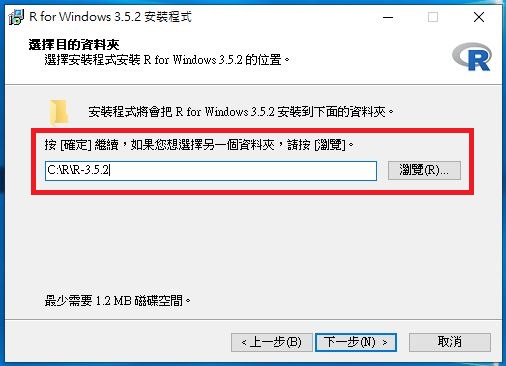 R for Windows 3.5.2 安裝程式
選擇目的資料夾
選擇安裝程式安裝 R for Windows 3.5.2 的位置。
R
安裝程式將會把 R for Windows 3.5.2 安裝到下面的資料夾。
按 [確定] 繼續，如果您想選擇另一個資料夾，請按 [瀏覽]。
C:\R\R-3.5.2
瀏覽(R)...
最少需要 1.2 MB 磁碟空間。
< 上一步(B)
下一步(N) >
取消